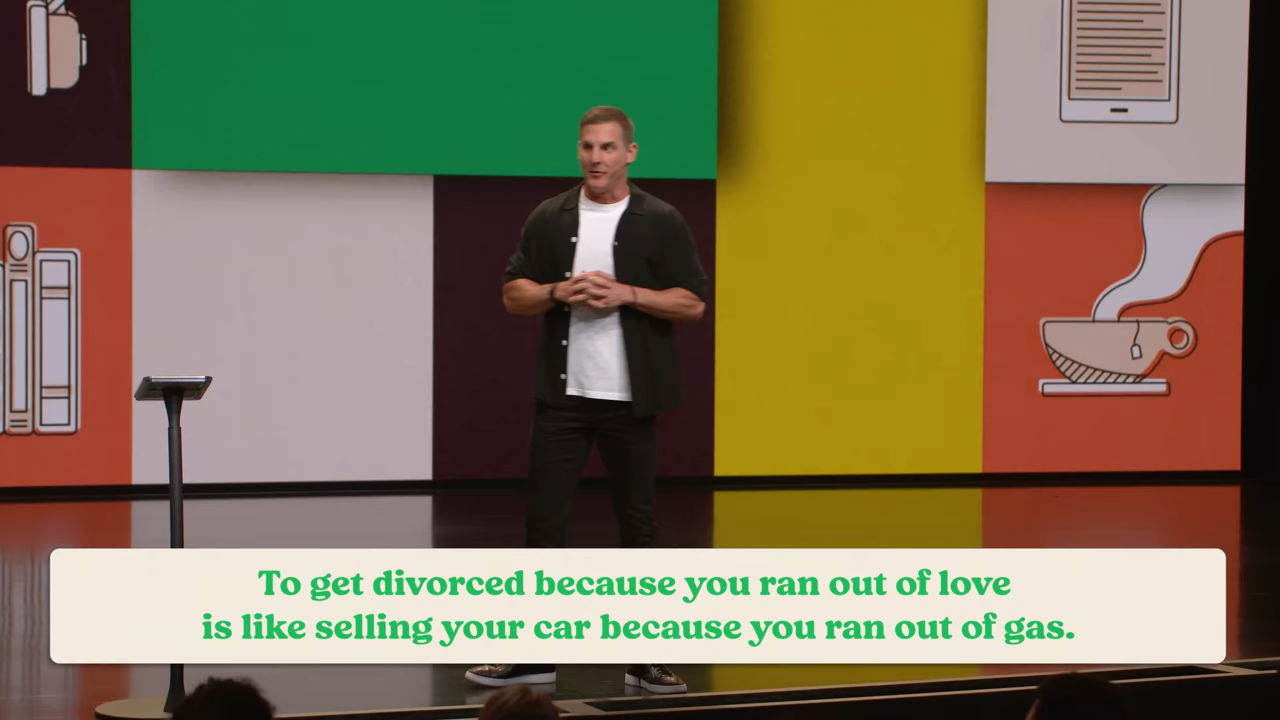 To get divorced because you ran out of love
is like selling your car because you ran out of gas.